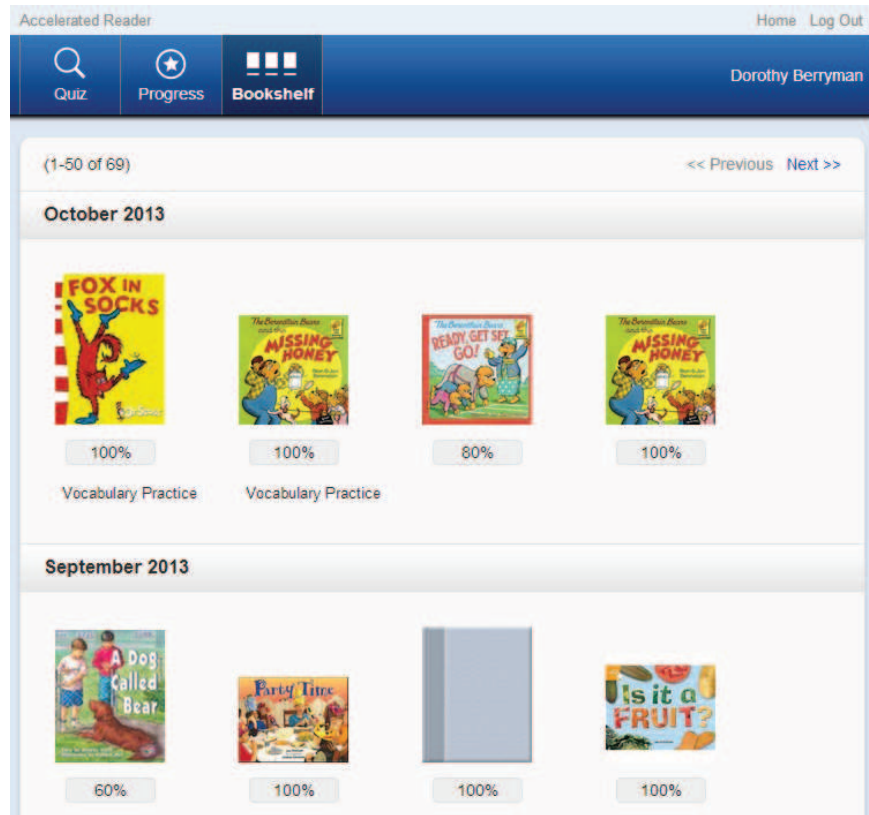 Accelerated Reader
Home Log Out
Quiz
Progress
Bookshelf
Dorothy Berryman
(1-50 of 69)
<< Previous Next >>
October 2013
FOX IN
SOCKS
The Berenstain Bears
and the
MISSING
HONEY
The Berenstain Bears
READY, GET SET,
GO!
The Berenstain Bears
and the
MISSING
HONEY
100%
100%
80%
100%
Vocabulary Practice
Vocabulary Practice
September 2013
A Dog
Called
Bear
Party Time
Is it a
FRUIT?
60%
100%
100%
100%